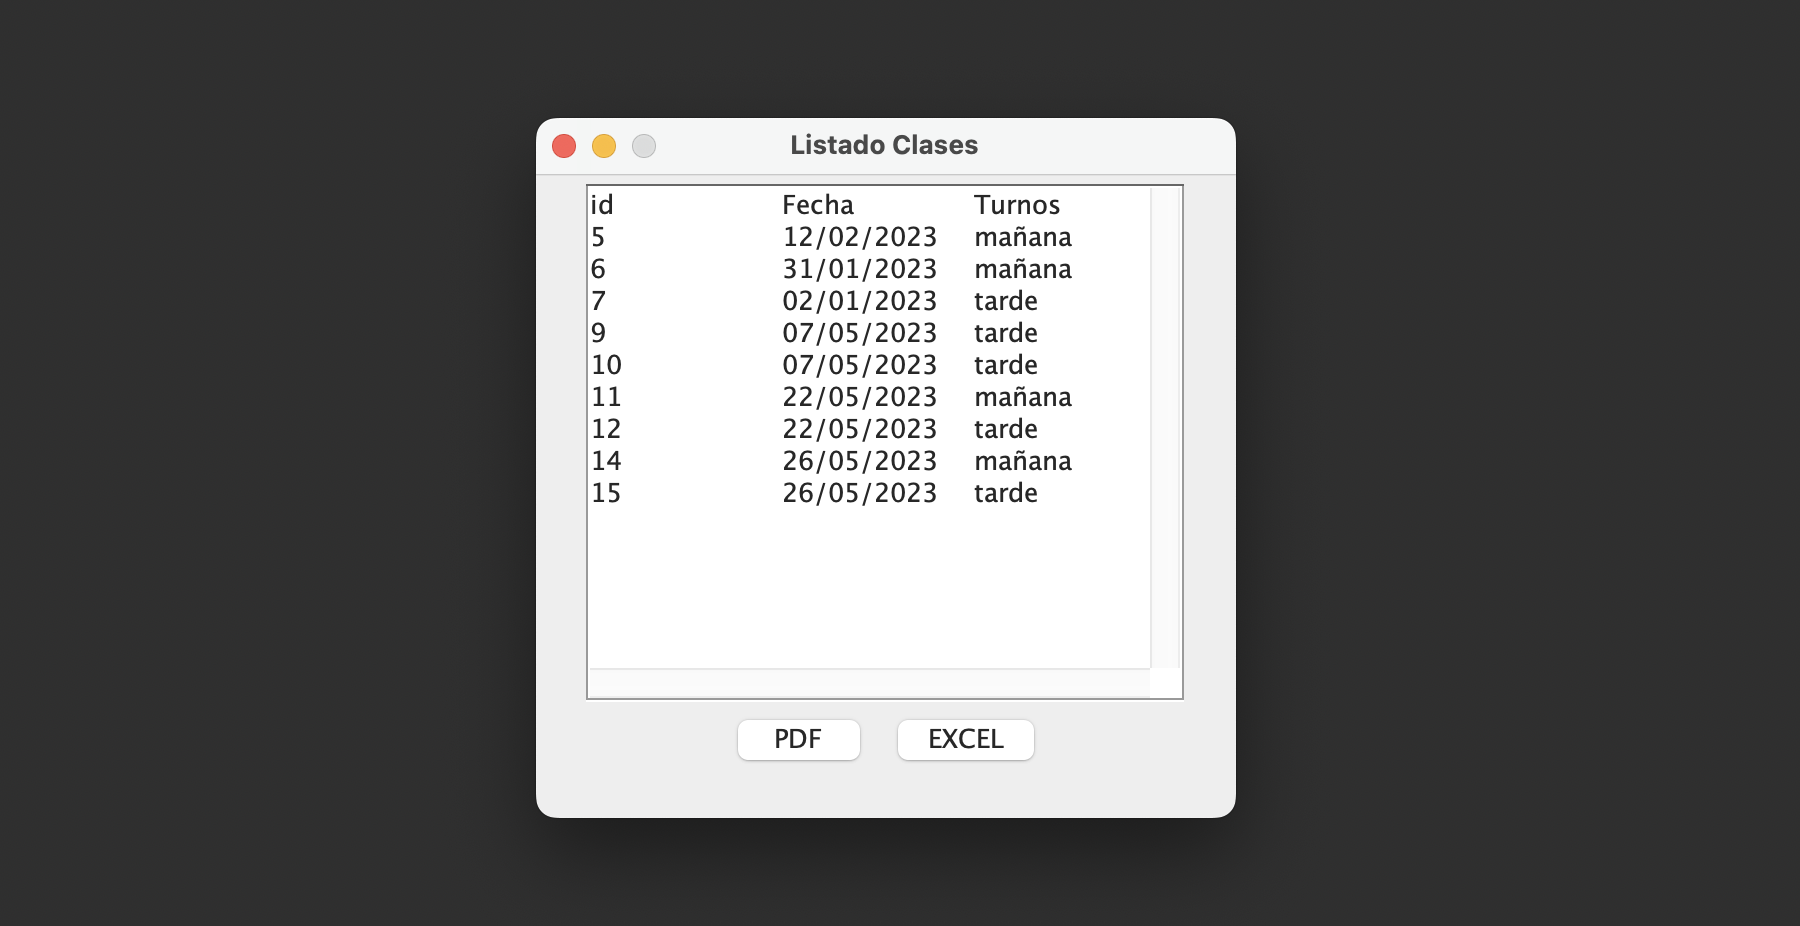 Listado Clases
id Fecha Turnos
5 12/02/2023 mañana
6 31/01/2023 mañana
7 02/01/2023 tarde
9 07/05/2023 tarde
10 07/05/2023 tarde
11 22/05/2023 mañana
12 22/05/2023 tarde
14 26/05/2023 mañana
15 26/05/2023 tarde
PDF EXCEL